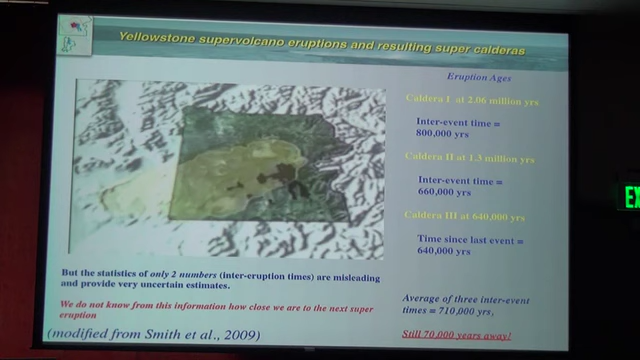 Yellowstone supervolcano eruptions and resulting super calderas
Eruption Ages
Caldera I at 2.06 million yrs
Inter-event time =
800,000 yrs
Caldera II at 1.3 million yrs
Inter-event time =
660,000 yrs
Caldera III at 640,000 yrs
Time since last event =
640,000 yrs
But the statistics of only 2 numbers (inter-eruption times) are misleading
and provide very uncertain estimates.
We do not know from this information how close we are to the next super
eruption
(modified from Smith et al., 2009)
Average of three inter-event
times = 710,000 yrs,
Still 70,000 years away!
EX